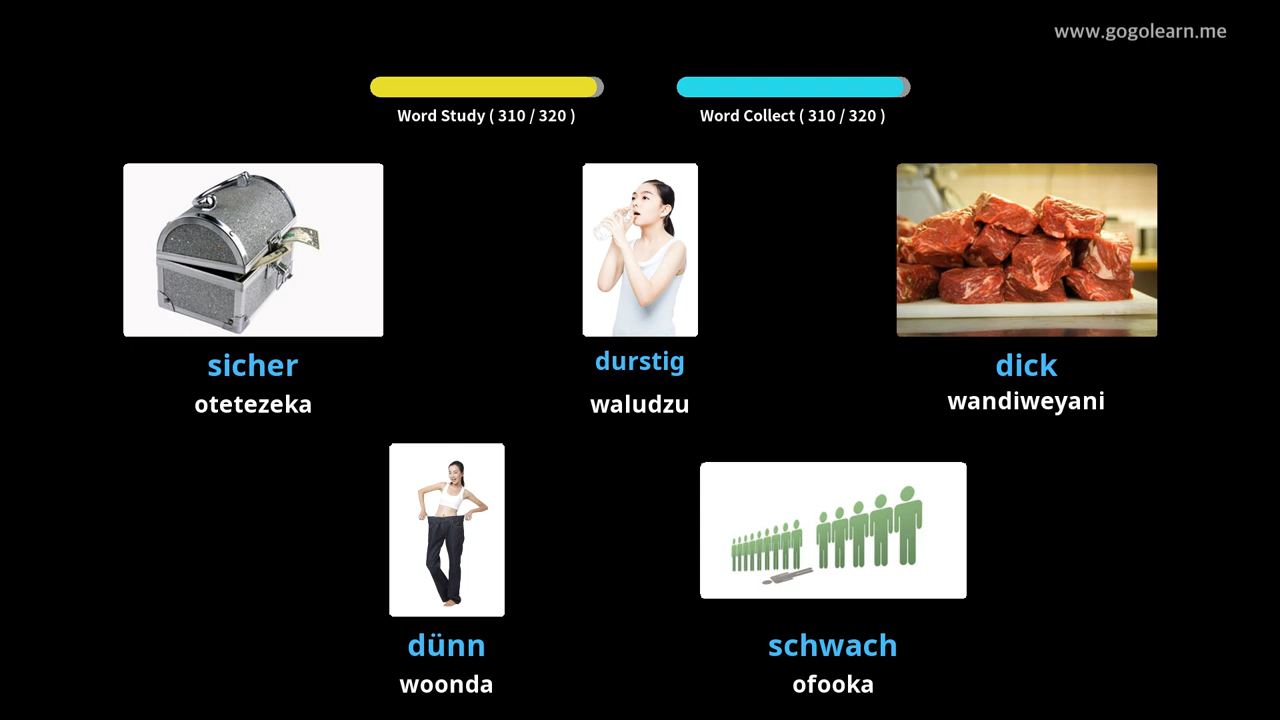 www.gogolearn.me
Word Study ( 310 / 320 )
Word Collect ( 310 / 320 )
sicher
otetezeka
durstig
waludzu
dick
wandiweyani
dünn
woonda
schwach
ofooka